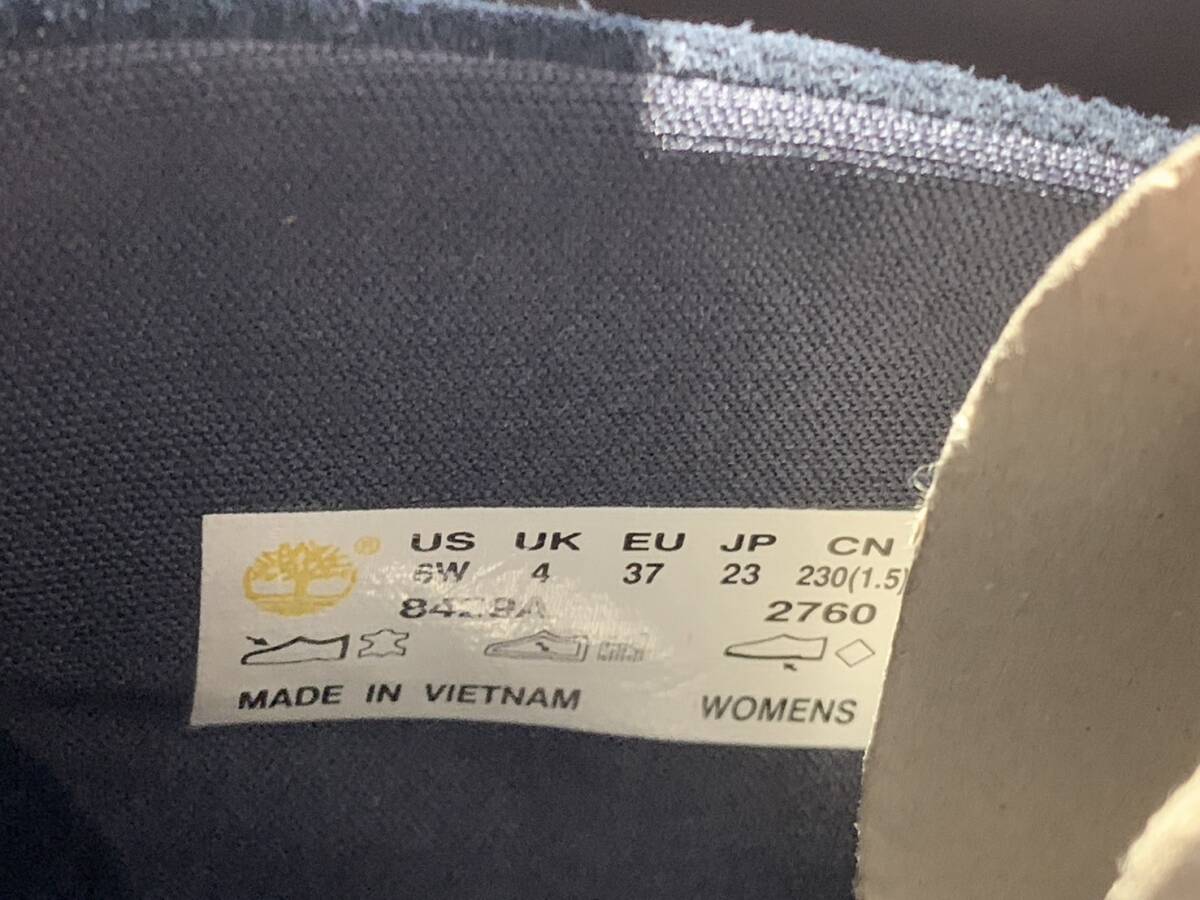 ®
US UK EU JP CN
6W 4 37 23 230(1.5)
2760
MADE IN VIETNAM
WOMENS